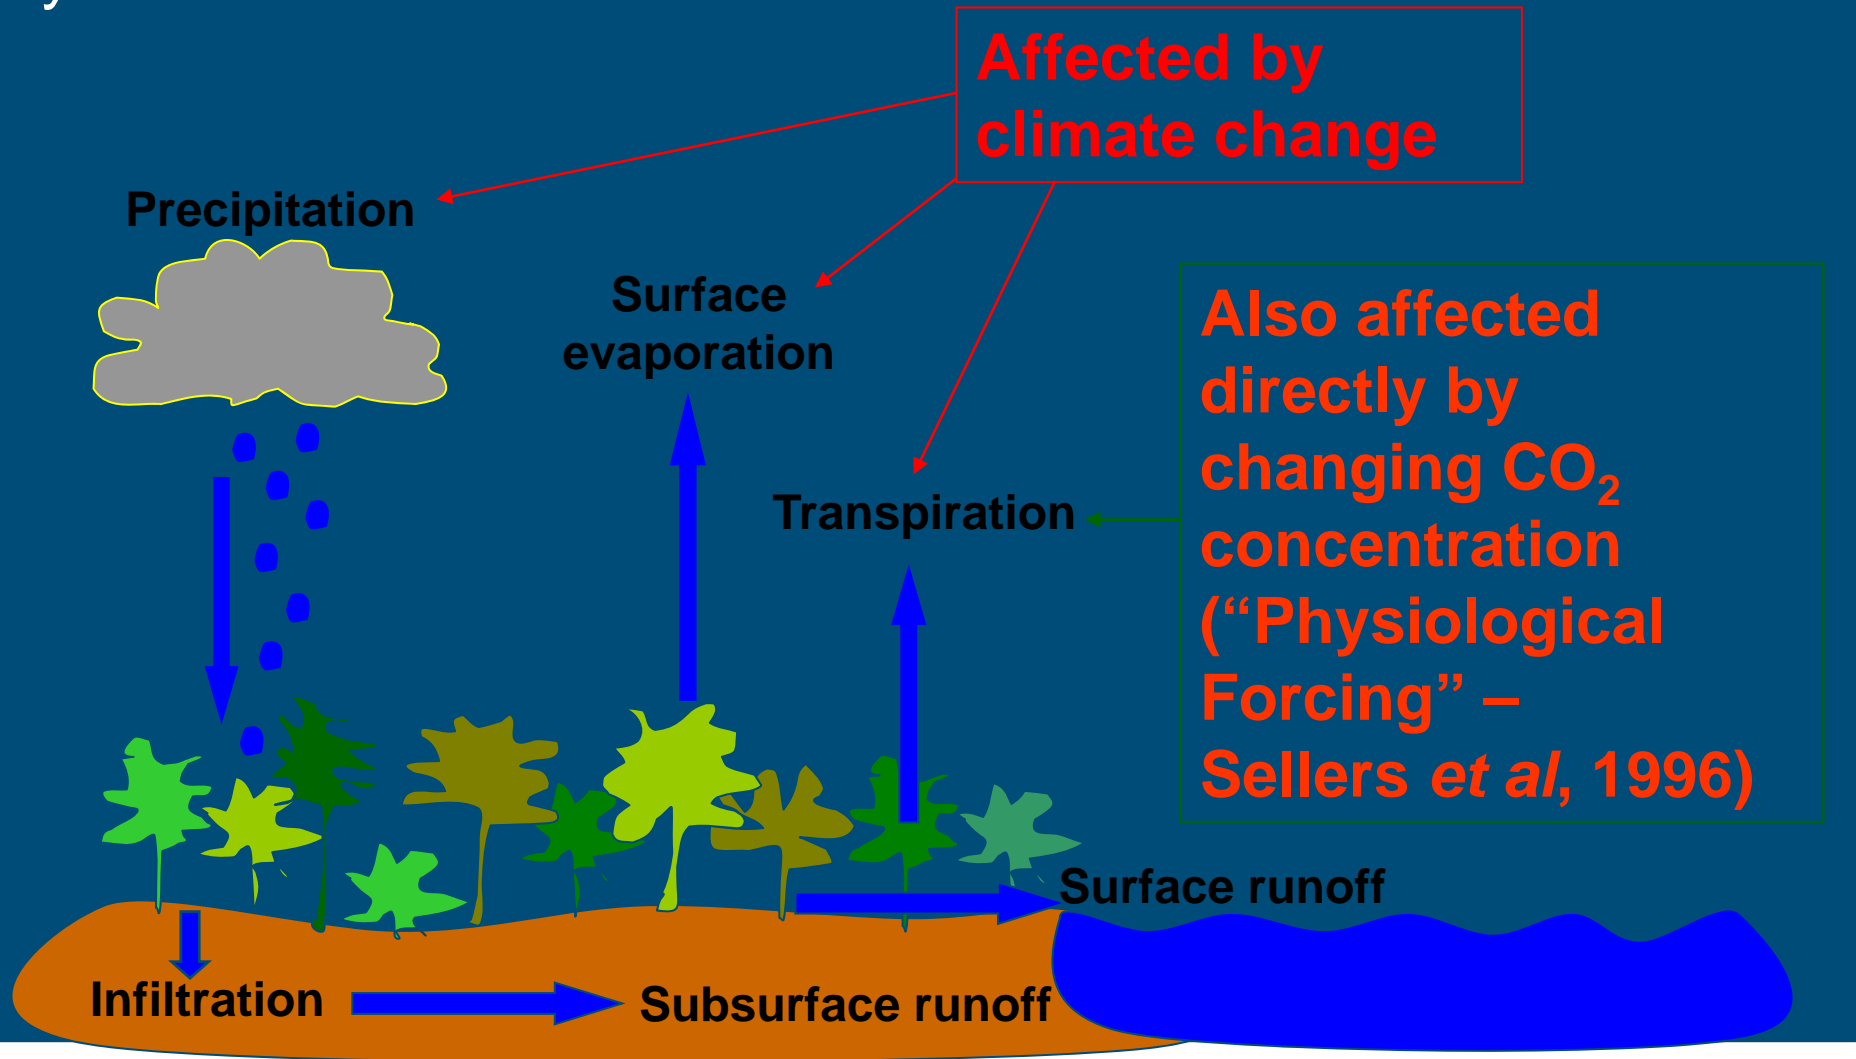 Affected by
climate change
Precipitation
Surface
evaporation
Also affected
directly by
changing CO₂
concentration
(“Physiological
Forcing” –
Sellers et al, 1996)
Transpiration
Surface runoff
Infiltration
Subsurface runoff